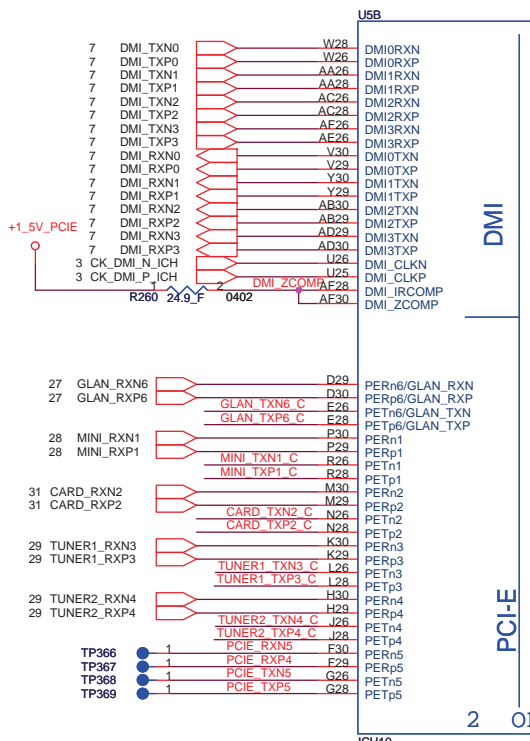 U5B
7 DMI_TXN0 W28 DMI0RXN
7 DMI_TXP0 W26 DMI0RXP
7 DMI_TXN1 AA26 DMI1RXN
7 DMI_TXP1 AA28 DMI1RXP
7 DMI_TXN2 AC26 DMI2RXN
7 DMI_TXP2 AC28 DMI2RXP
7 DMI_TXN3 AF26 DMI3RXN
7 DMI_TXP3 AE26 DMI3RXP
7 DMI_RXN0 V30 DMI0TXN
7 DMI_RXP0 V29 DMI0TXP
7 DMI_RXN1 Y30 DMI1TXN
7 DMI_RXP1 Y29 DMI1TXP
7 DMI_RXN2 AB30 DMI2TXN
7 DMI_RXP2 AB29 DMI2TXP
7 DMI_RXN3 AD29 DMI3TXN
7 DMI_RXP3 AD30 DMI3TXP
3 CK_DMI_N_ICH U26 DMI_CLKN
3 CK_DMI_P_ICH U25 DMI_CLKP
+1_5V_PCIE
1 2 DMI_ZCOMP AF28 DMI_IRCOMP
R260 24.9_F 0402 AF30 DMI_ZCOMP
DMI
27 GLAN_RXN6 D29 PERn6/GLAN_RXN
27 GLAN_RXP6 D30 PERp6/GLAN_RXP
GLAN_TXN6_C E26 PETn6/GLAN_TXN
GLAN_TXP6_C E28 PETp6/GLAN_TXP
28 MINI_RXN1 P30 PERn1
28 MINI_RXP1 P29 PERp1
MINI_TXN1_C R26 PETn1
MINI_TXP1_C R28 PETp1
31 CARD_RXN2 M30 PERn2
31 CARD_RXP2 M29 PERp2
CARD_TXN2_C N26 PETn2
CARD_TXP2_C N28 PETp2
29 TUNER1_RXN3 K30 PERn3
29 TUNER1_RXP3 K29 PERp3
TUNER1_TXN3_C L26 PETn3
TUNER1_TXP3_C L28 PETp3
29 TUNER2_RXN4 H30 PERn4
29 TUNER2_RXP4 H29 PERp4
TUNER2_TXN4_C J26 PETn4
TUNER2_TXP4_C J28 PETp4
TP366 1 PCIE_RXN5 F30 PERn5
TP367 1 PCIE_RXP4 F29 PERp5
TP368 1 PCIE_TXN5 G26 PETn5
TP369 1 PCIE_TXP5 G28 PETp5
PCI-E
2 OF
ICH10